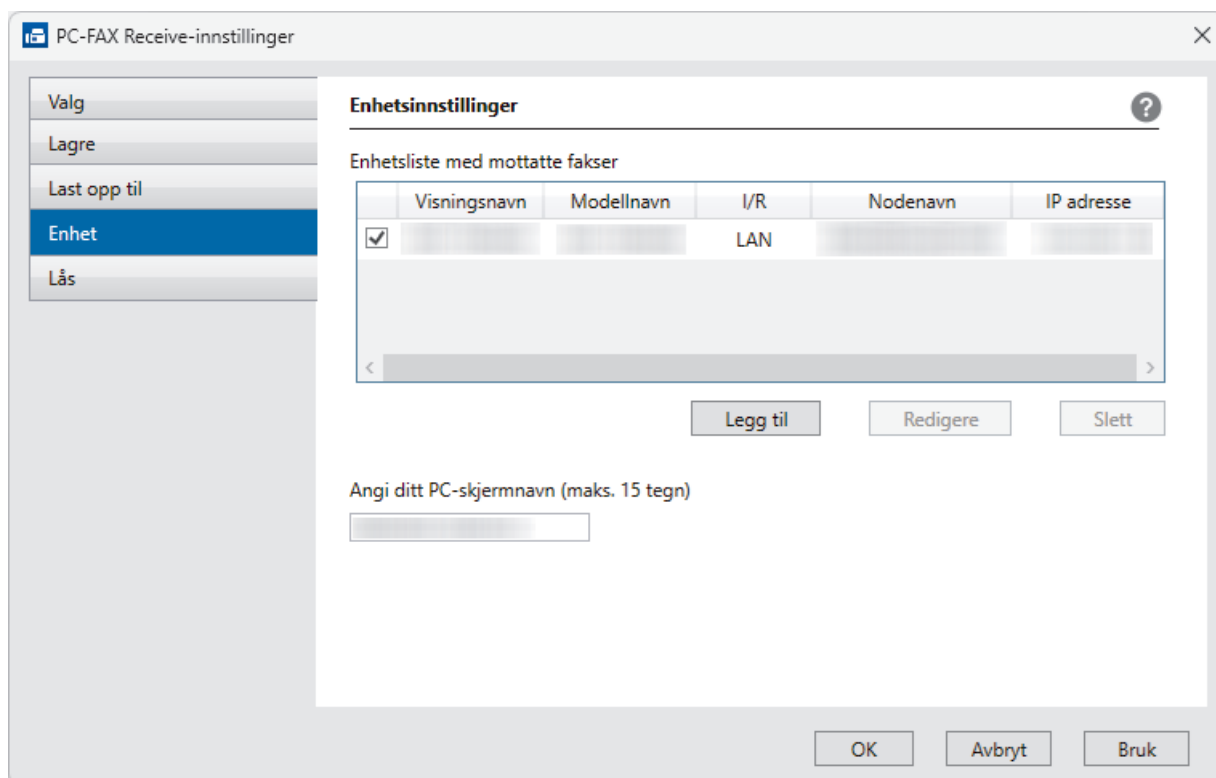 PC-FAX Receive-innstillinger
Valg
Lagre
Last opp til
Enhet
Lås
Enhetsinnstillinger
?
Enhetsliste med mottatte fakser
Visningsnavn Modellnavn I/R Nodenavn IP adresse
LAN
Legg til Redigere Slett
Angi ditt PC-skjermnavn (maks. 15 tegn)
OK Avbryt Bruk